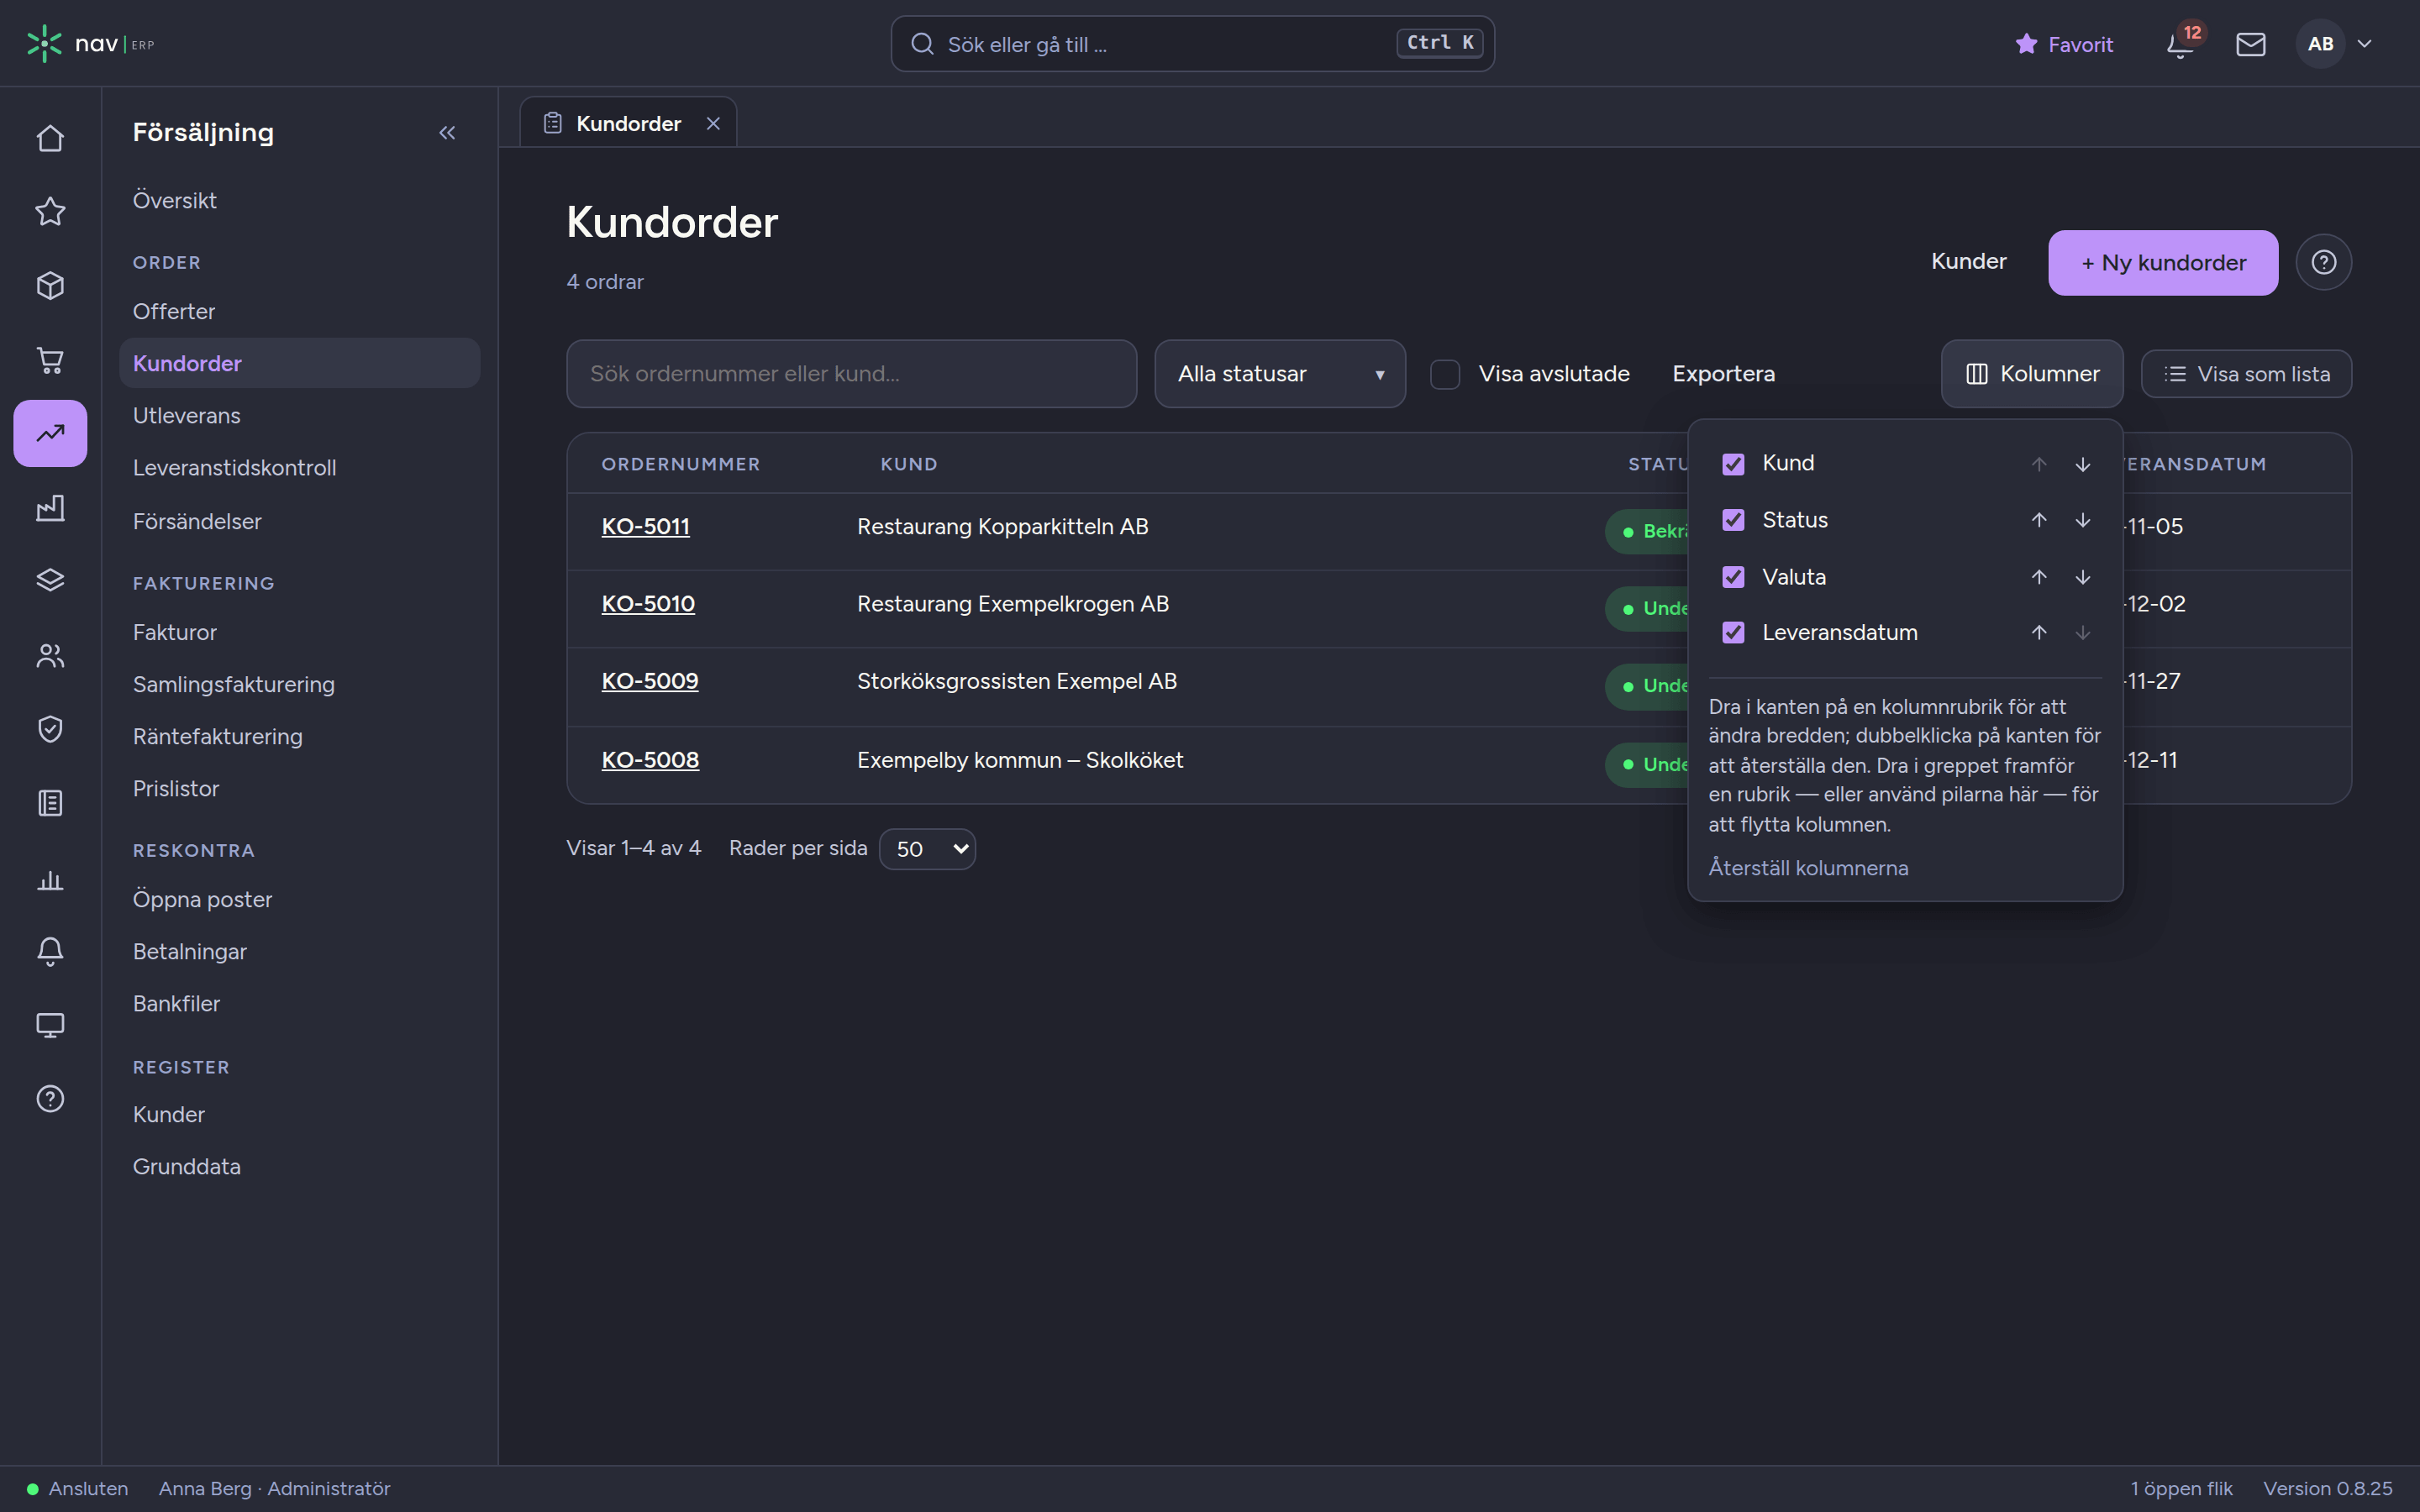 nav ERP
Sök eller gå till ...
Ctrl K
Favorit
12
AB
Försäljning
Översikt
ORDER
Offerter
Kundorder
Utleverans
Leveranstidskontroll
Försändelser
FAKTURERING
Fakturor
Samlingsfakturering
Räntefakturering
Prislistor
RESKONTRA
Öppna poster
Betalningar
Bankfiler
REGISTER
Kunder
Grunddata
Kundorder
Kundorder
4 ordrar
Kunder
+ Ny kundorder
Sök ordernummer eller kund...
Alla statusar
Visa avslutade
Exportera
Kolumner
Visa som lista
ORDERNUMMER KUND STATU ERANSDATUM
KO-5011 Restaurang Kopparkitteln AB Bekr -11-05
KO-5010 Restaurang Exempelkrogen AB Unde -12-02
KO-5009 Storköksgrossisten Exempel AB Unde -11-27
KO-5008 Exempelby kommun – Skolköket Unde -12-11
Visar 1–4 av 4
Rader per sida
50
Kund
Status
Valuta
Leveransdatum
Dra i kanten på en kolumnrubrik för att
ändra bredden; dubbelklicka på kanten för
att återställa den. Dra i greppet framför
en rubrik — eller använd pilarna här — för
att flytta kolumnen.
Återställ kolumnerna
Ansluten
Anna Berg · Administratör
1 öppen flik
Version 0.8.25